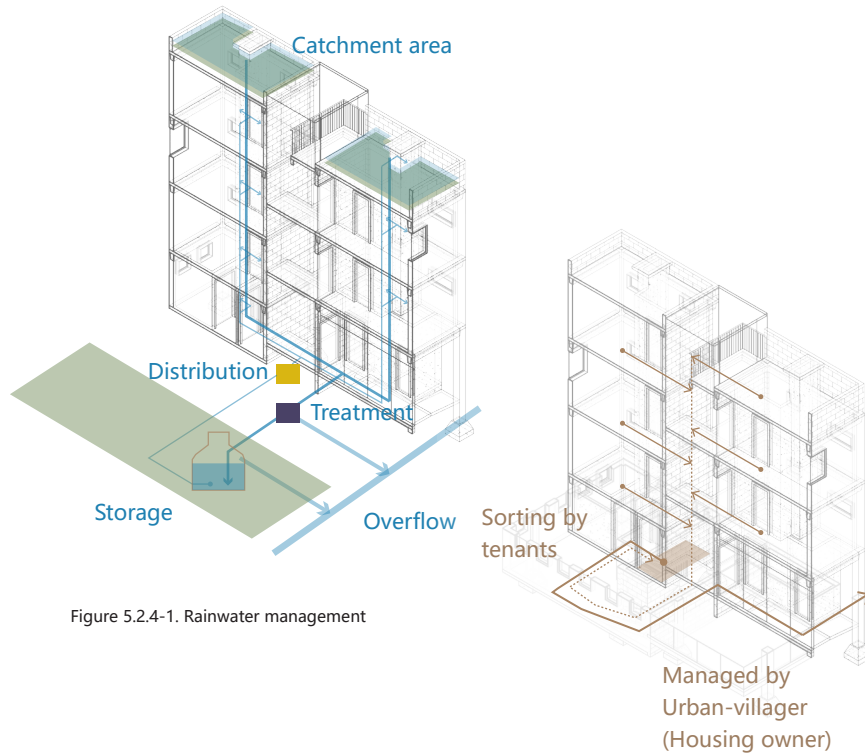 Catchment area
Distribution
Treatment
Storage
Overflow
Figure 5.2.4-1. Rainwater management
Sorting by
tenants
Managed by
Urban-villager
(Housing owner)